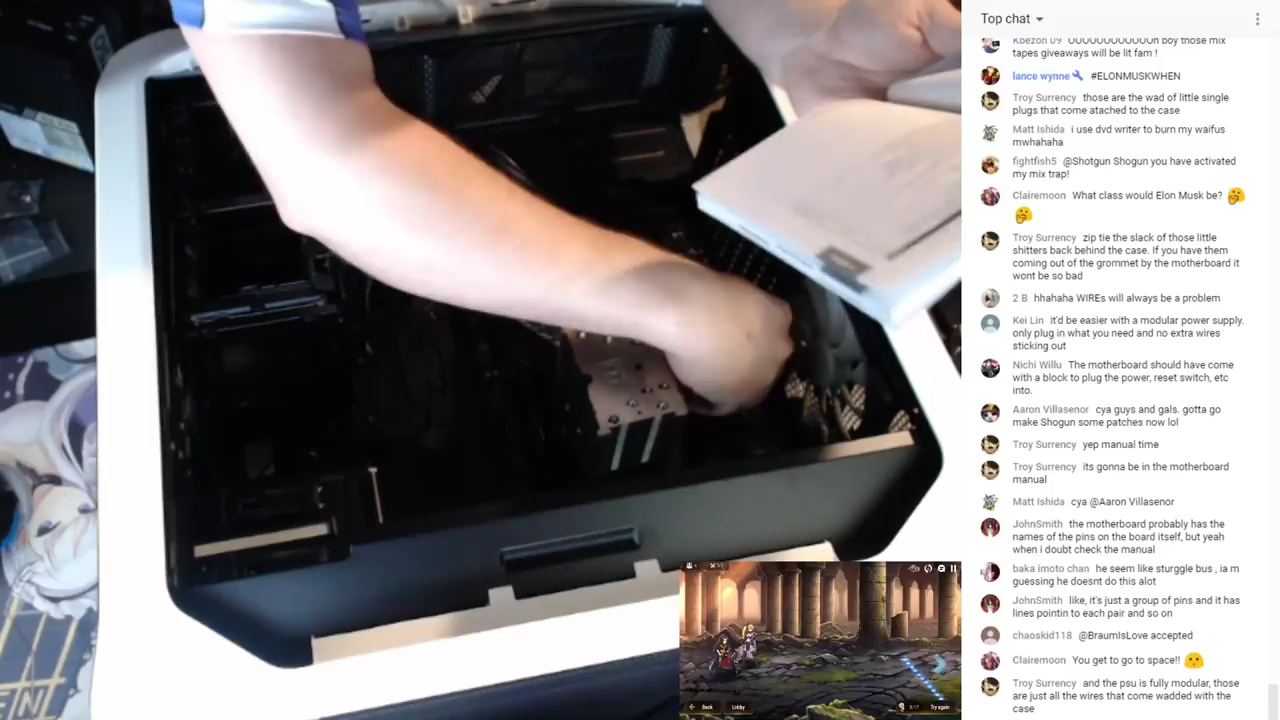 Top chat
Kbezon 09 OUOOOOOOOOOh boy those mix
tapes giveaways will be lit fam !
lance wynne #ELONMUSKWHEN
Troy Surrency those are the wad of little single
plugs that come atached to the case
Matt Ishida i use dvd writer to burn my waifus
mwhahaha
fightfish5 @Shotgun Shogun you have activated
my mix trap!
Clairemoon What class would Elon Musk be?
Troy Surrency zip tie the slack of those little
shitters back behind the case. If you have them
coming out of the grommet by the motherboard it
wont be so bad
2 B hhahaha WIREs will always be a problem
Kei Lin it'd be easier with a modular power supply.
only plug in what you need and no extra wires
sticking out
Nichi Willu The motherboard should have come
with a block to plug the power, reset switch, etc
into.
Aaron Villasenor cya guys and gals. gotta go
make Shogun some patches now lol
Troy Surrency yep manual time
Troy Surrency its gonna be in the motherboard
manual
Matt Ishida cya @Aaron Villasenor
JohnSmith the motherboard probably has the
names of the pins on the board itself, but yeah
when i doubt check the manual
baka imoto chan he seem like sturggle bus , ia m
guessing he doesnt do this alot
JohnSmith like, it's just a group of pins and it has
lines pointin to each pair and so on
chaoskid118 @BraumIsLove accepted
Clairemoon You get to go to space!!
Troy Surrency and the psu is fully modular, those
are just all the wires that come wadded with the
case
Back Lobby Try again